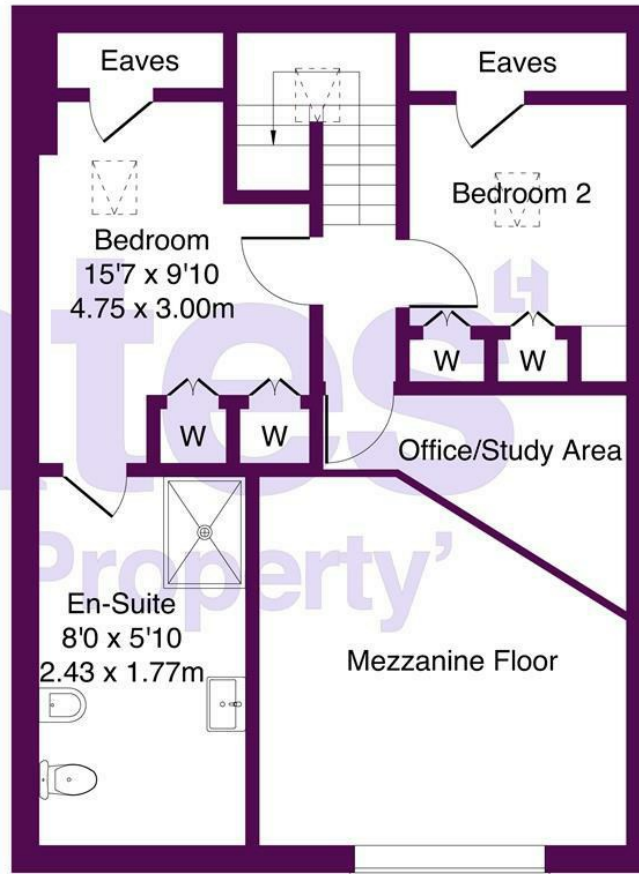 Eaves
Eaves
Bedroom 2
Bedroom
15'7 x 9'10
4.75 x 3.00m
W
W
W
W
Office/Study Area
Property'
En-Suite
8'0 x 5'10
2.43 x 1.77m
Mezzanine Floor